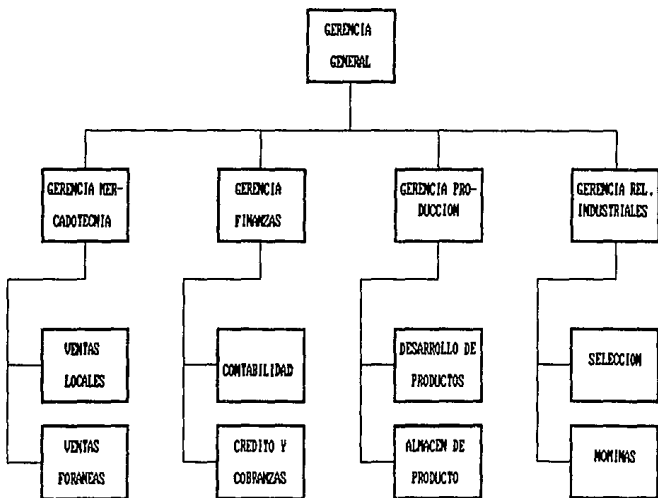 GERENCIA
GENERAL
GERENCIA MER-
CADOTECNIA
GERENCIA
FINANZAS
GERENCIA PRO-
DUCCION
GERENCIA REL.
INDUSTRIALES
VENTAS
LOCALES
CONTABILIDAD
DESARROLLO DE
PRODUCTOS
SELECCION
VENTAS
FORANEAS
CREDITO Y
COBRANZAS
ALMACEN DE
PRODUCTO
NOMINAS